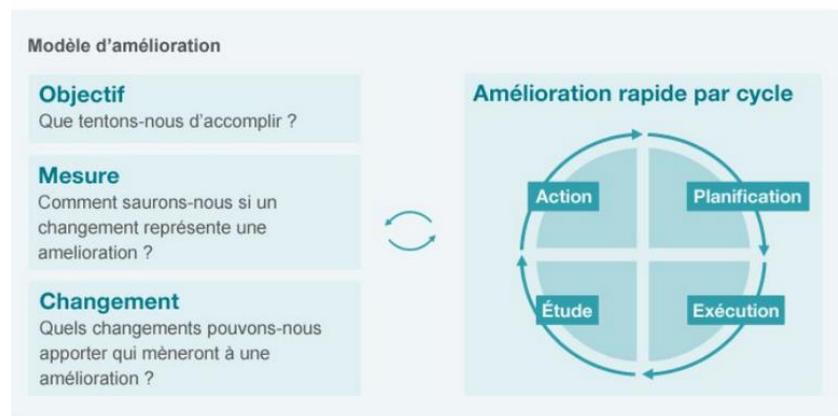 Modèle d’amélioration
Objectif
Que tentons-nous d’accomplir ?
Mesure
Comment saurons-nous si un
changement représente une
amelioration ?
Changement
Quels changements pouvons-nous
apporter qui mèneront à une
amélioration ?
Amélioration rapide par cycle
Action
Planification
Étude
Exécution